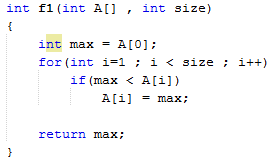 int f1(int A[] , int size)
{
int max = A[0];
for(int i=1 ; i < size ; i++)
if(max < A[i])
A[i] = max;
return max;
}